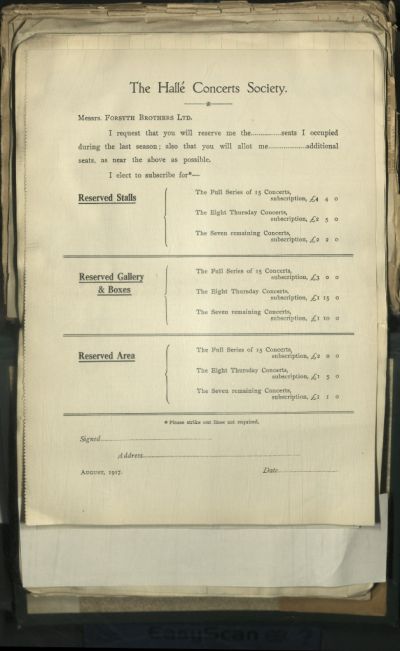 The Hallé Concerts Society.
Messrs. Forsyth Brothers Ltd.
I request that you will reserve me the..............seats I occupied
during the last season; also that you will allot me..................additional
seats, as near the above as possible.
I elect to subscribe for*—
Reserved Stalls
The Full Series of 15 Concerts,
subscription, £4 4 0
The Eight Thursday Concerts,
subscription, £2 5 0
The Seven remaining Concerts,
subscription, £2 2 0
Reserved Gallery
& Boxes
The Full Series of 15 Concerts,
subscription, £3 0 0
The Eight Thursday Concerts,
subscription, £1 15 0
The Seven remaining Concerts,
subscription, £1 10 0
Reserved Area
The Full Series of 15 Concerts,
subscription, £2 0 0
The Eight Thursday Concerts,
subscription, £1 5 0
The Seven remaining Concerts,
subscription, £1 1 0
* Please strike out lines not required.
Signed
Address
August, 1917.
Date
EasyScan